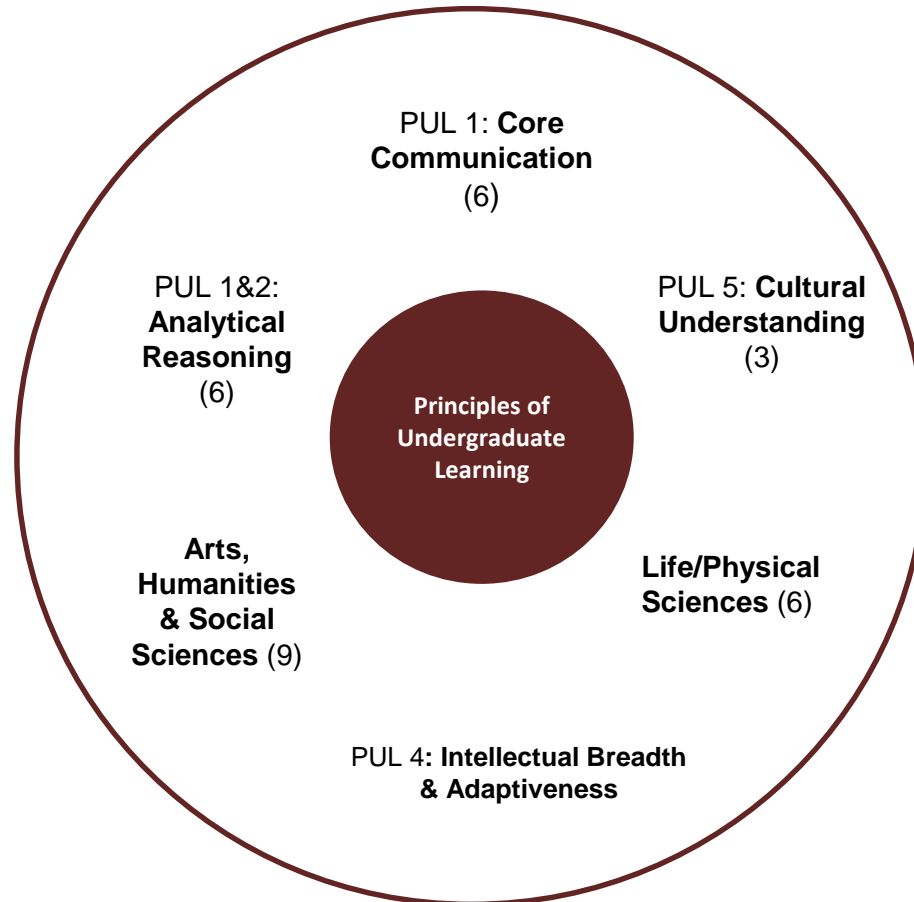 PUL 1: Core
Communication
(6)
PUL 1&2:
Analytical
Reasoning
(6)
PUL 5: Cultural
Understanding
(3)
Principles of
Undergraduate
Learning
Arts,
Humanities
& Social
Sciences (9)
Life/Physical
Sciences (6)
PUL 4: Intellectual Breadth
& Adaptiveness